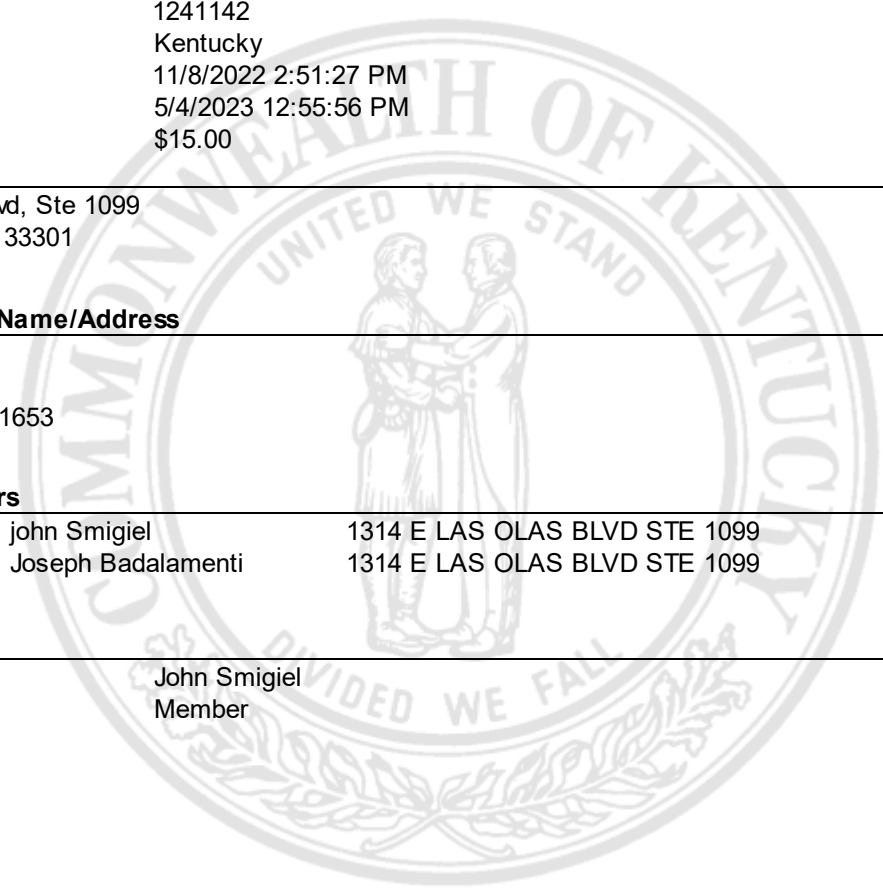 1241142
Kentucky
11/8/2022 2:51:27 PM
5/4/2023 12:55:56 PM
$15.00
vd, Ste 1099
33301
Name/Address
1653
rs
john Smigiel 1314 E LAS OLAS BLVD STE 1099
Joseph Badalamenti 1314 E LAS OLAS BLVD STE 1099
John Smigiel
Member
COMMONWEALTH OF KENTUCKY
UNITED WE STAND
DIVIDED WE FALL